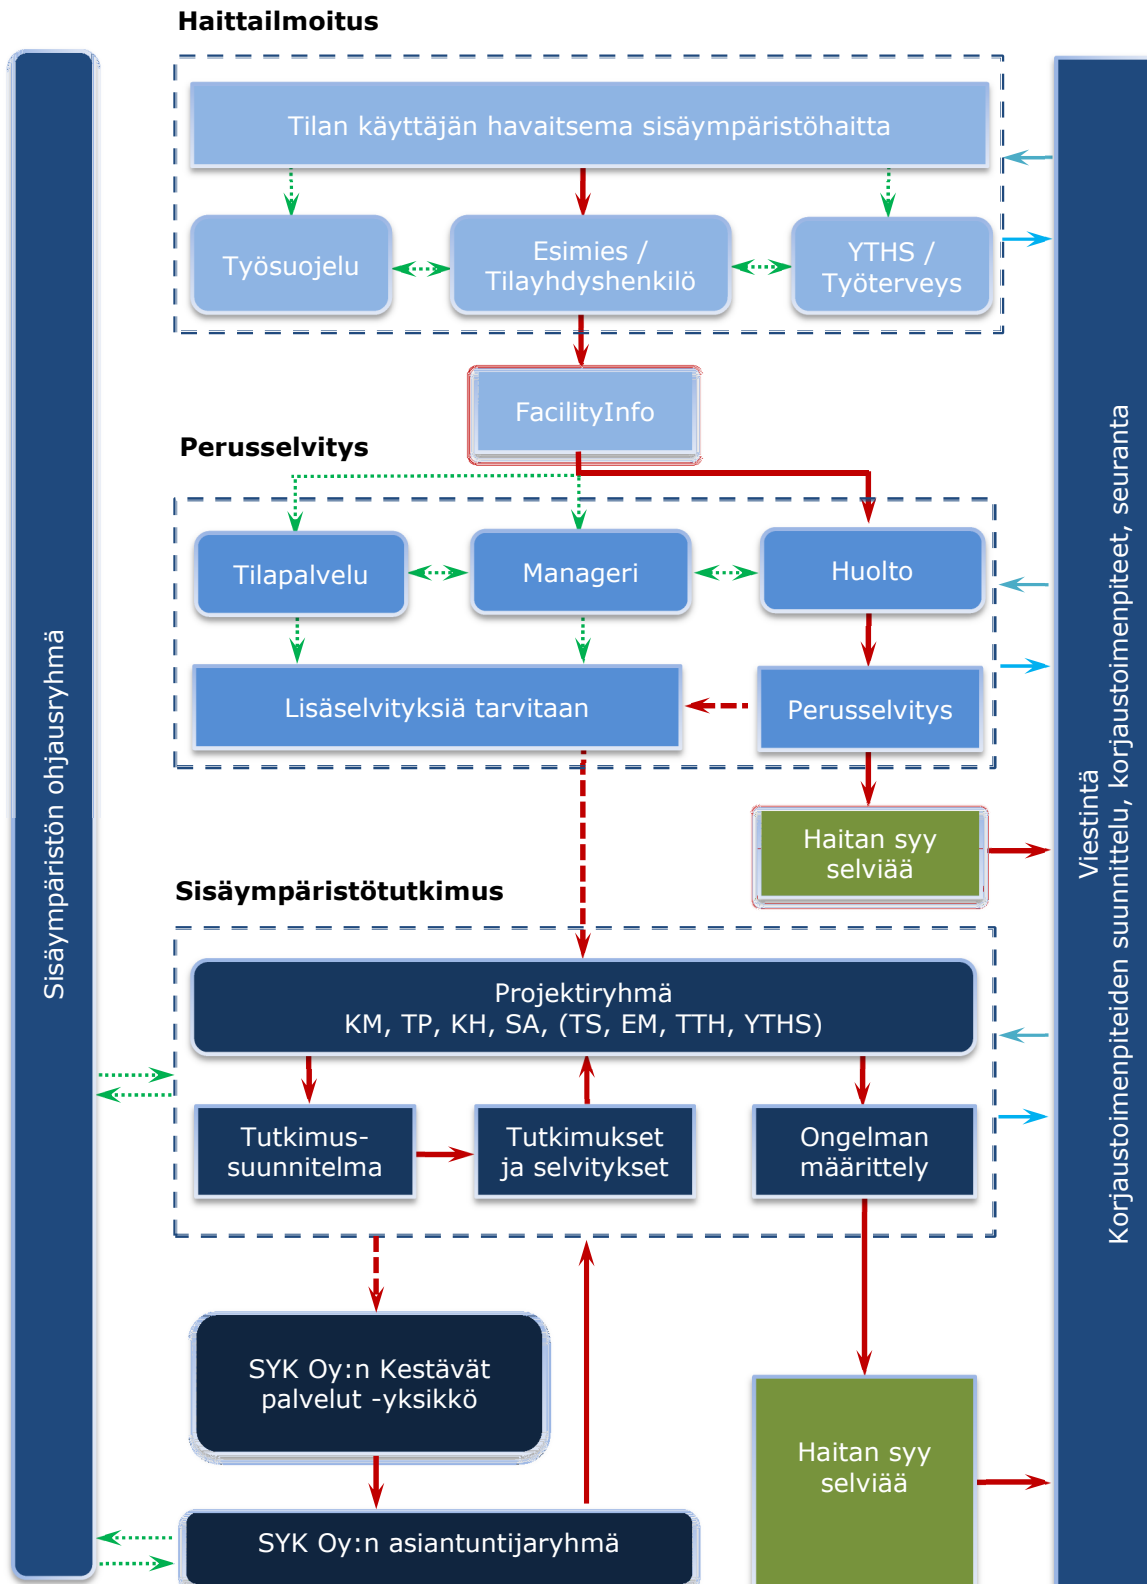 Haittailmoitus
Tilan käyttäjän havaitsema sisäympäristöhaitta
Työsuojelu
Esimies /
Tilayhdyshenkilö
YTHS /
Työterveys
FacilityInfo
Perusselvitys
Tilapalvelu
Manageri
Huolto
Lisäselvityksiä tarvitaan
Perusselvitys
Haitan syy
selviää
Sisäympäristötutkimus
Projektiryhmä
KM, TP, KH, SA, (TS, EM, TTH, YTHS)
Tutkimus-
suunnitelma
Tutkimukset
ja selvitykset
Ongelman
määrittely
SYK Oy:n Kestävät
palvelut -yksikkö
Haitan syy
selviää
SYK Oy:n asiantuntijaryhmä
Sisäympäristön ohjausryhmä
Viestintä
Korjaustoimenpiteiden suunnittelu, korjaustoimenpiteet, seuranta